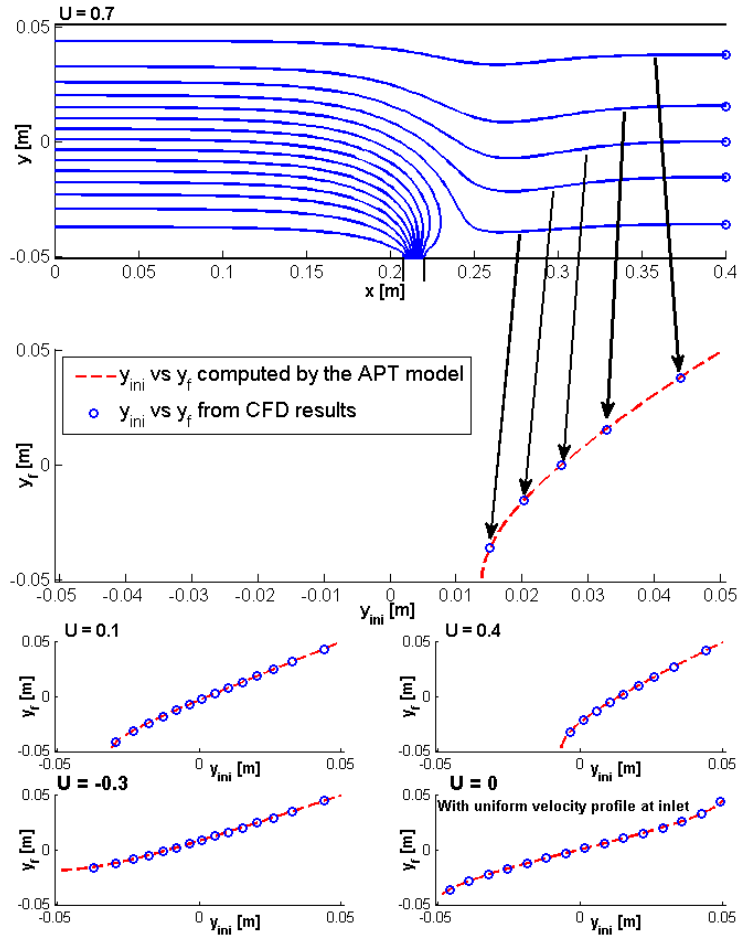 U = 0.7
0.05
0
-0.05
y [m]
0 0.05 0.1 0.15 0.2 0.25 0.3 0.35 0.4
x [m]
0.05
0
-0.05
y_f [m]
y_ini vs y_f computed by the APT model
y_ini vs y_f from CFD results
-0.05 -0.04 -0.03 -0.02 -0.01 0 0.01 0.02 0.03 0.04 0.05
y_ini [m]
U = 0.1
0.05
0
-0.05
y_f [m]
-0.05 0 0.05
y_ini [m]
U = 0.4
0.05
0
-0.05
y_f [m]
-0.05 0 0.05
y_ini [m]
U = -0.3
0.05
0
-0.05
y_f [m]
-0.05 0 0.05
y_ini [m]
U = 0
With uniform velocity profile at inlet
0.05
0
-0.05
y_f [m]
-0.05 0 0.05
y_ini [m]